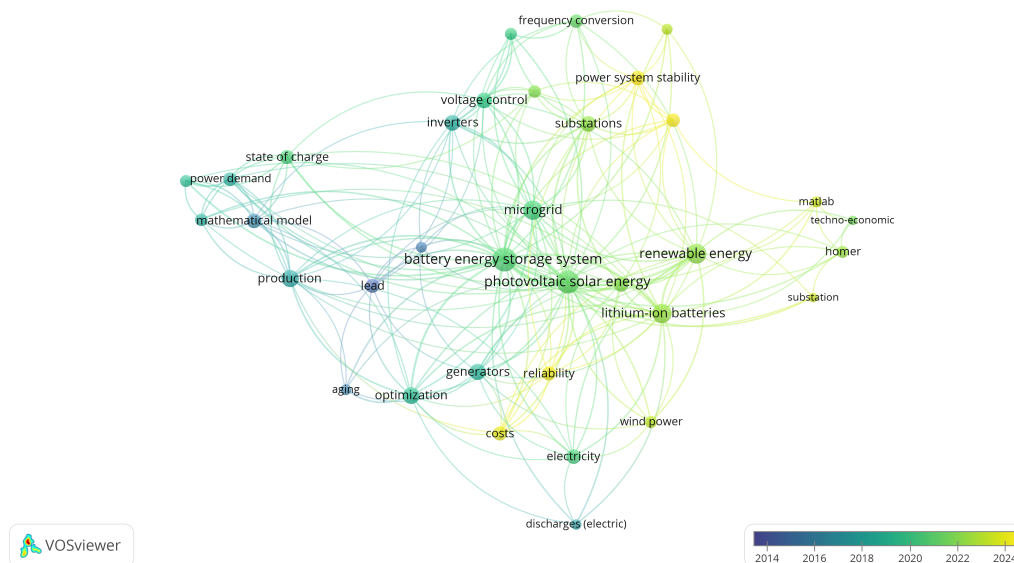 frequency conversion
power system stability
voltage control
inverters
substations
state of charge
power demand
mathematical model
microgrid
matlab
techno-economic
homer
renewable energy
battery energy storage system
photovoltaic solar energy
production
lead
substation
lithium-ion batteries
generators
reliability
aging
optimization
wind power
costs
electricity
discharges (electric)
VOSviewer
2014 2016 2018 2020 2022 2024